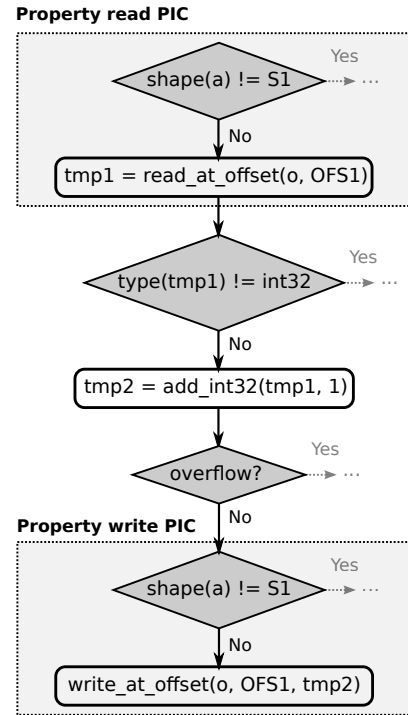 Property read PIC
Yes
shape(a) != S1
...
No
tmp1 = read_at_offset(o, OFS1)
Yes
type(tmp1) != int32
...
No
tmp2 = add_int32(tmp1, 1)
Yes
overflow?
...
No
Property write PIC
Yes
shape(a) != S1
...
No
write_at_offset(o, OFS1, tmp2)